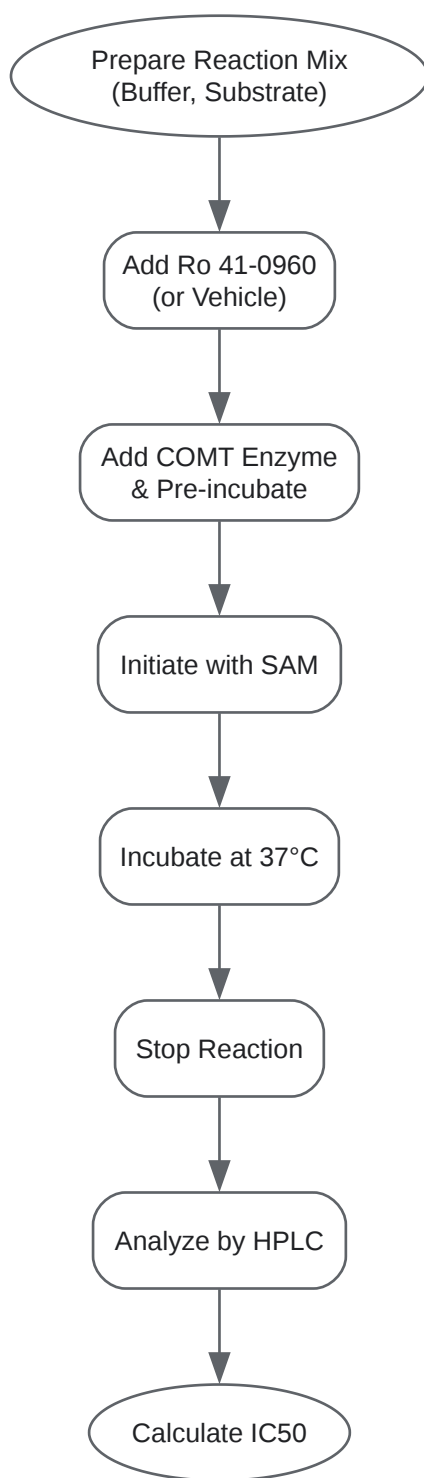 Prepare Reaction Mix
(Buffer, Substrate)
Add Ro 41-0960
(or Vehicle)
Add COMT Enzyme
& Pre-incubate
Initiate with SAM
Incubate at 37°C
Stop Reaction
Analyze by HPLC
Calculate IC50